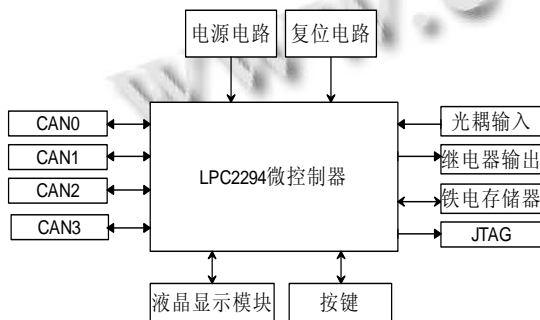 电源电路
复位电路
CAN0
CAN1
CAN2
CAN3
LPC2294微控制器
光耦输入
继电器输出
铁电存储器
JTAG
液晶显示模块
按键